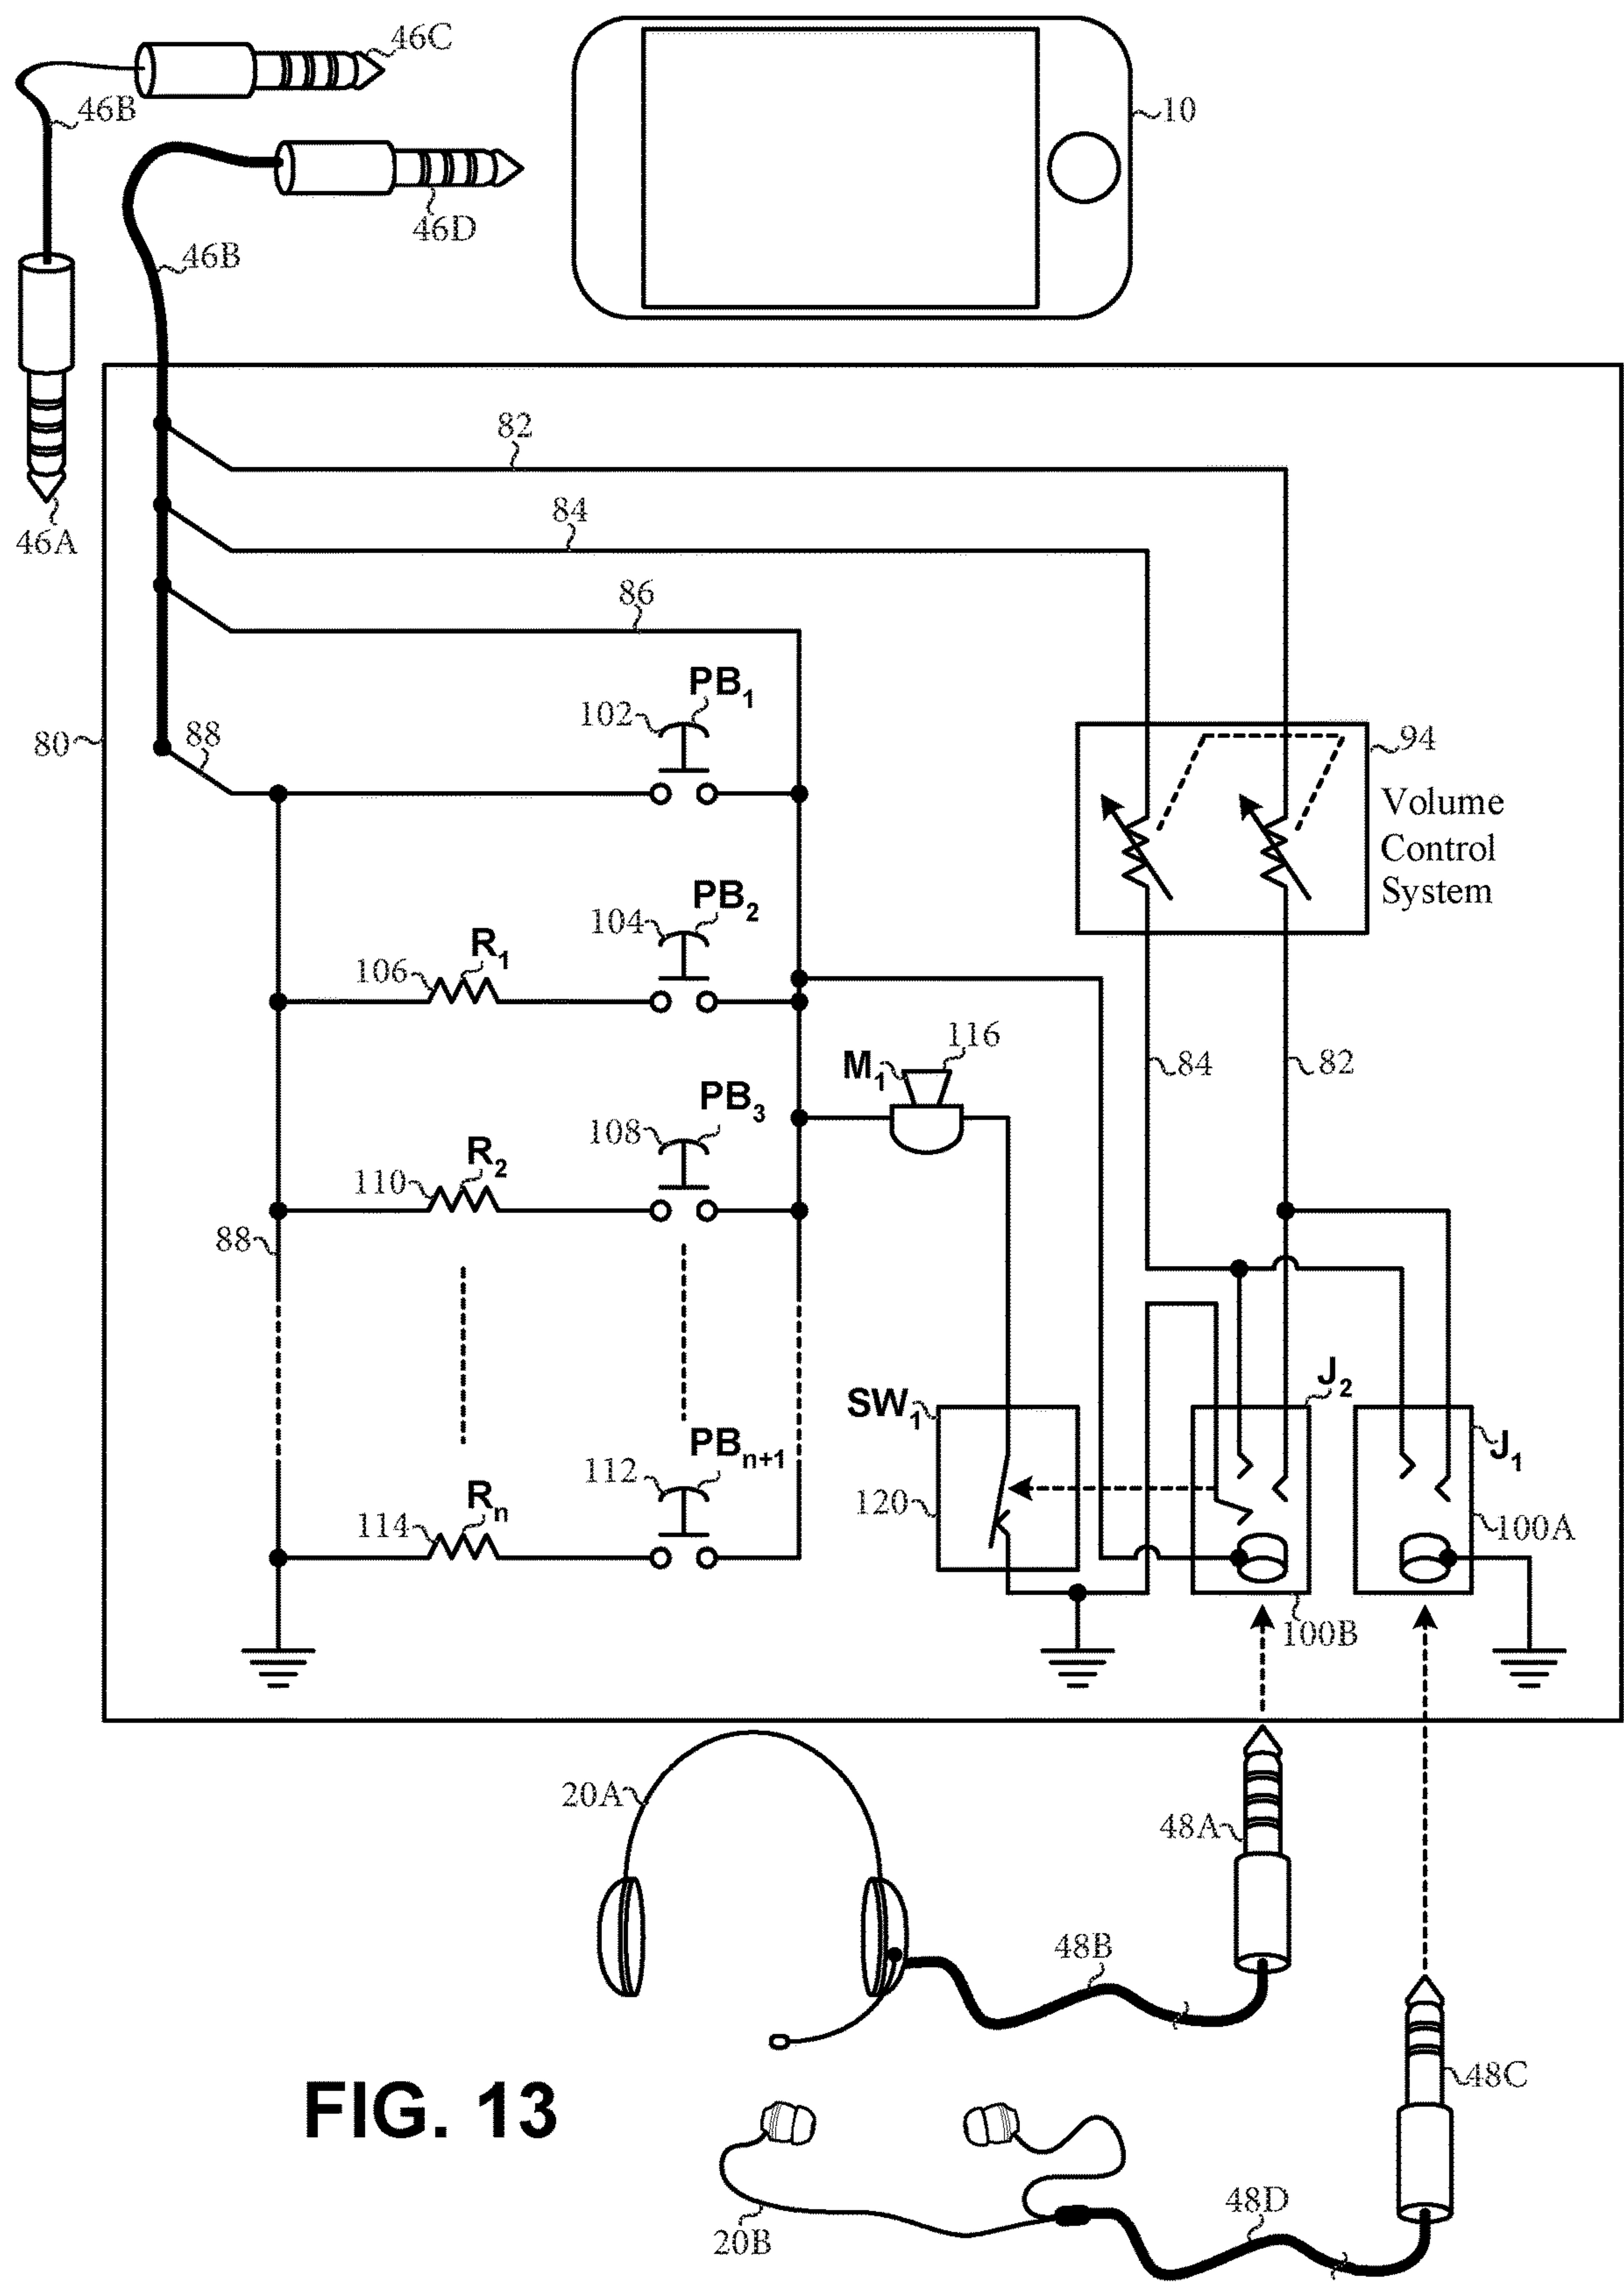 46C
46B
10
46D
46B
46A
82
84
86
PB1
102
80
88
94
Volume
Control
System
PB2
104
R1
106
116
M1
84
82
PB3
108
R2
110
88
J2
SW1
PBn+1
J1
112
Rn
120
114
100A
100B
20A
48A
48B
FIG. 13
48C
48D
20B